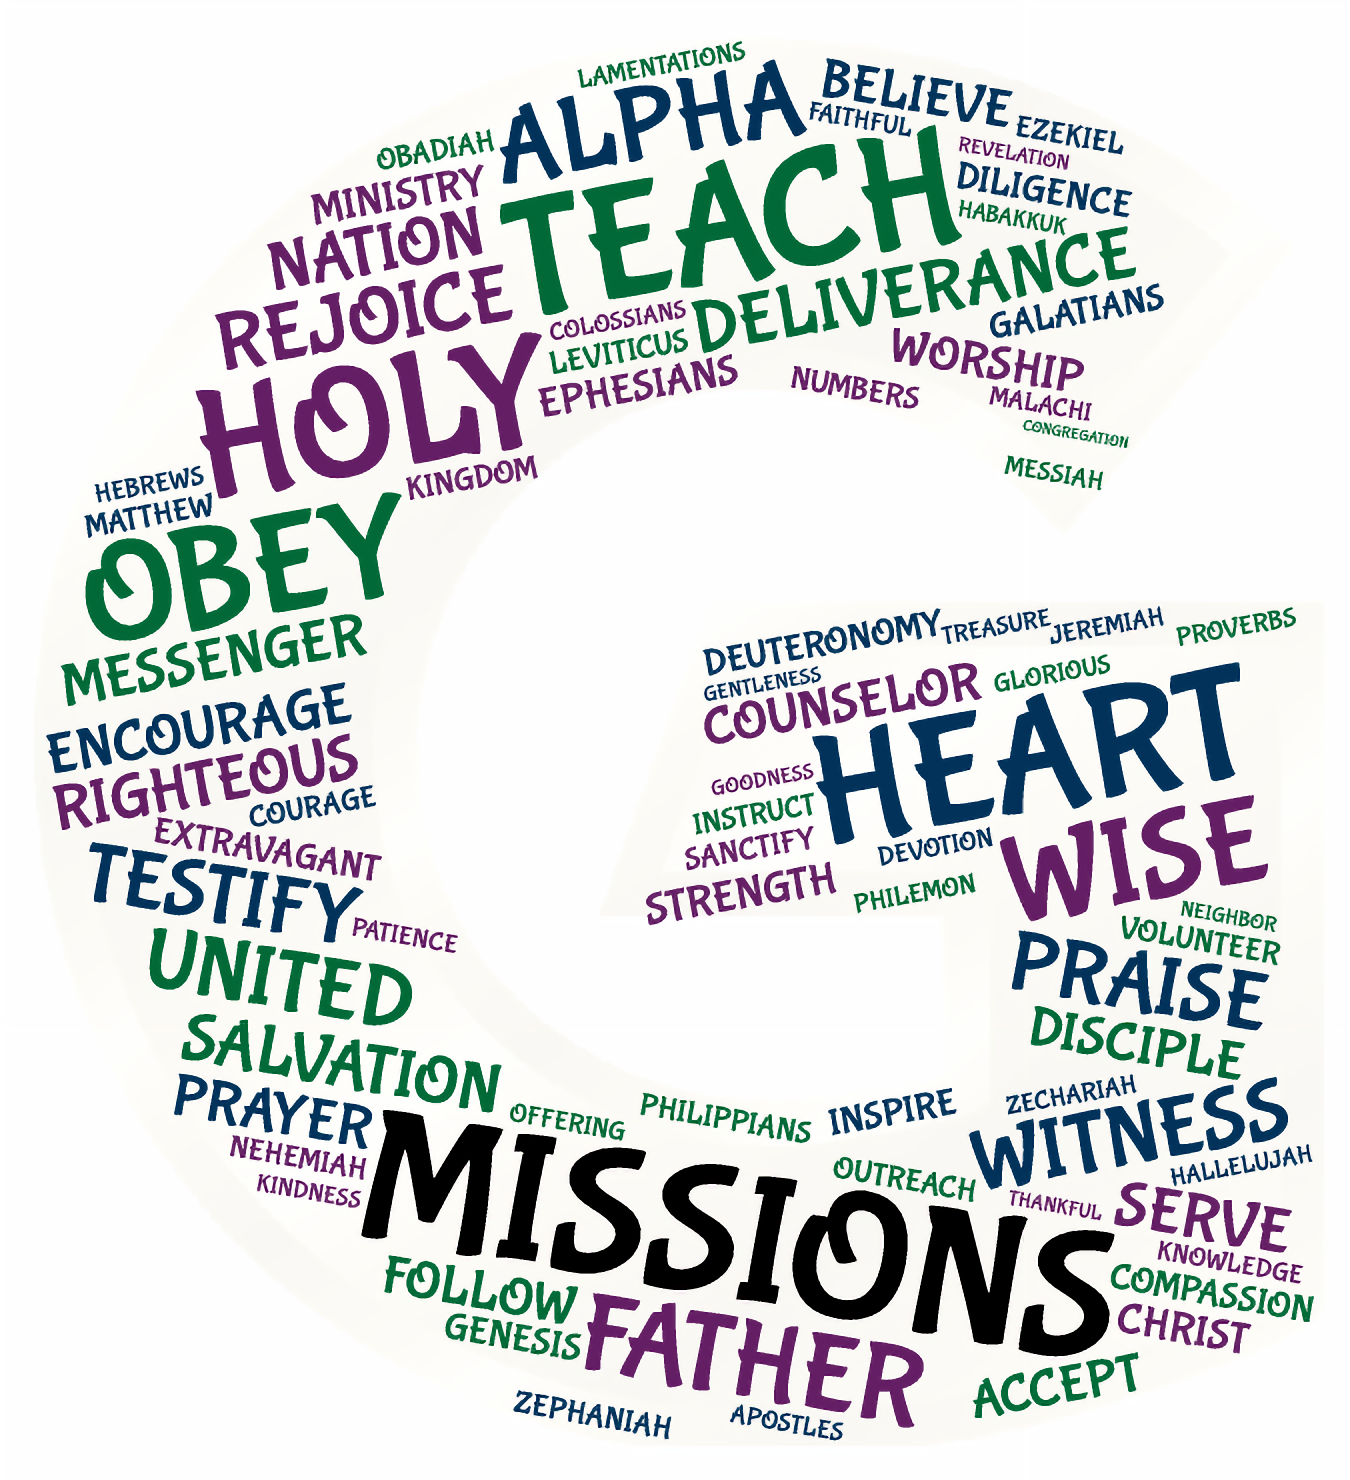 LAMENTATIONS
ALPHA
BELIEVE
FAITHFUL
EZEKIEL
OBADIAH
REVELATION
MINISTRY
TEACH
DILIGENCE
HABAKKUK
NATION
DELIVERANCE
REJOICE
COLOSSIANS
GALATIANS
LEVITICUS
WORSHIP
HOLY
EPHESIANS
NUMBERS
MALACHI
CONGREGATION
MESSIAH
KINGDOM
HEBREWS
MATTHEW
OBEY
MESSENGER
ENCOURAGE
RIGHTEOUS
COURAGE
EXTRAVAGANT
TESTIFY
PATIENCE
UNITED
SALVATION
PRAYER
NEHEMIAH
KINDNESS
DEUTERONOMY
TREASURE
JEREMIAH
PROVERBS
GENTLENESS
COUNSELOR
GLORIOUS
HEART
GOODNESS
INSTRUCT
SANCTIFY
DEVOTION
STRENGTH
PHILEMON
WISE
NEIGHBOR
VOLUNTEER
PRAISE
DISCIPLE
ZECHARIAH
WITNESS
HALLELUJAH
OFFERING
PHILIPPIANS
INSPIRE
OUTREACH
THANKFUL
SERVE
KNOWLEDGE
MISSIONS
COMPASSION
CHRIST
FOLLOW
GENESIS
FATHER
ACCEPT
ZEPHANIAH
APOSTLES